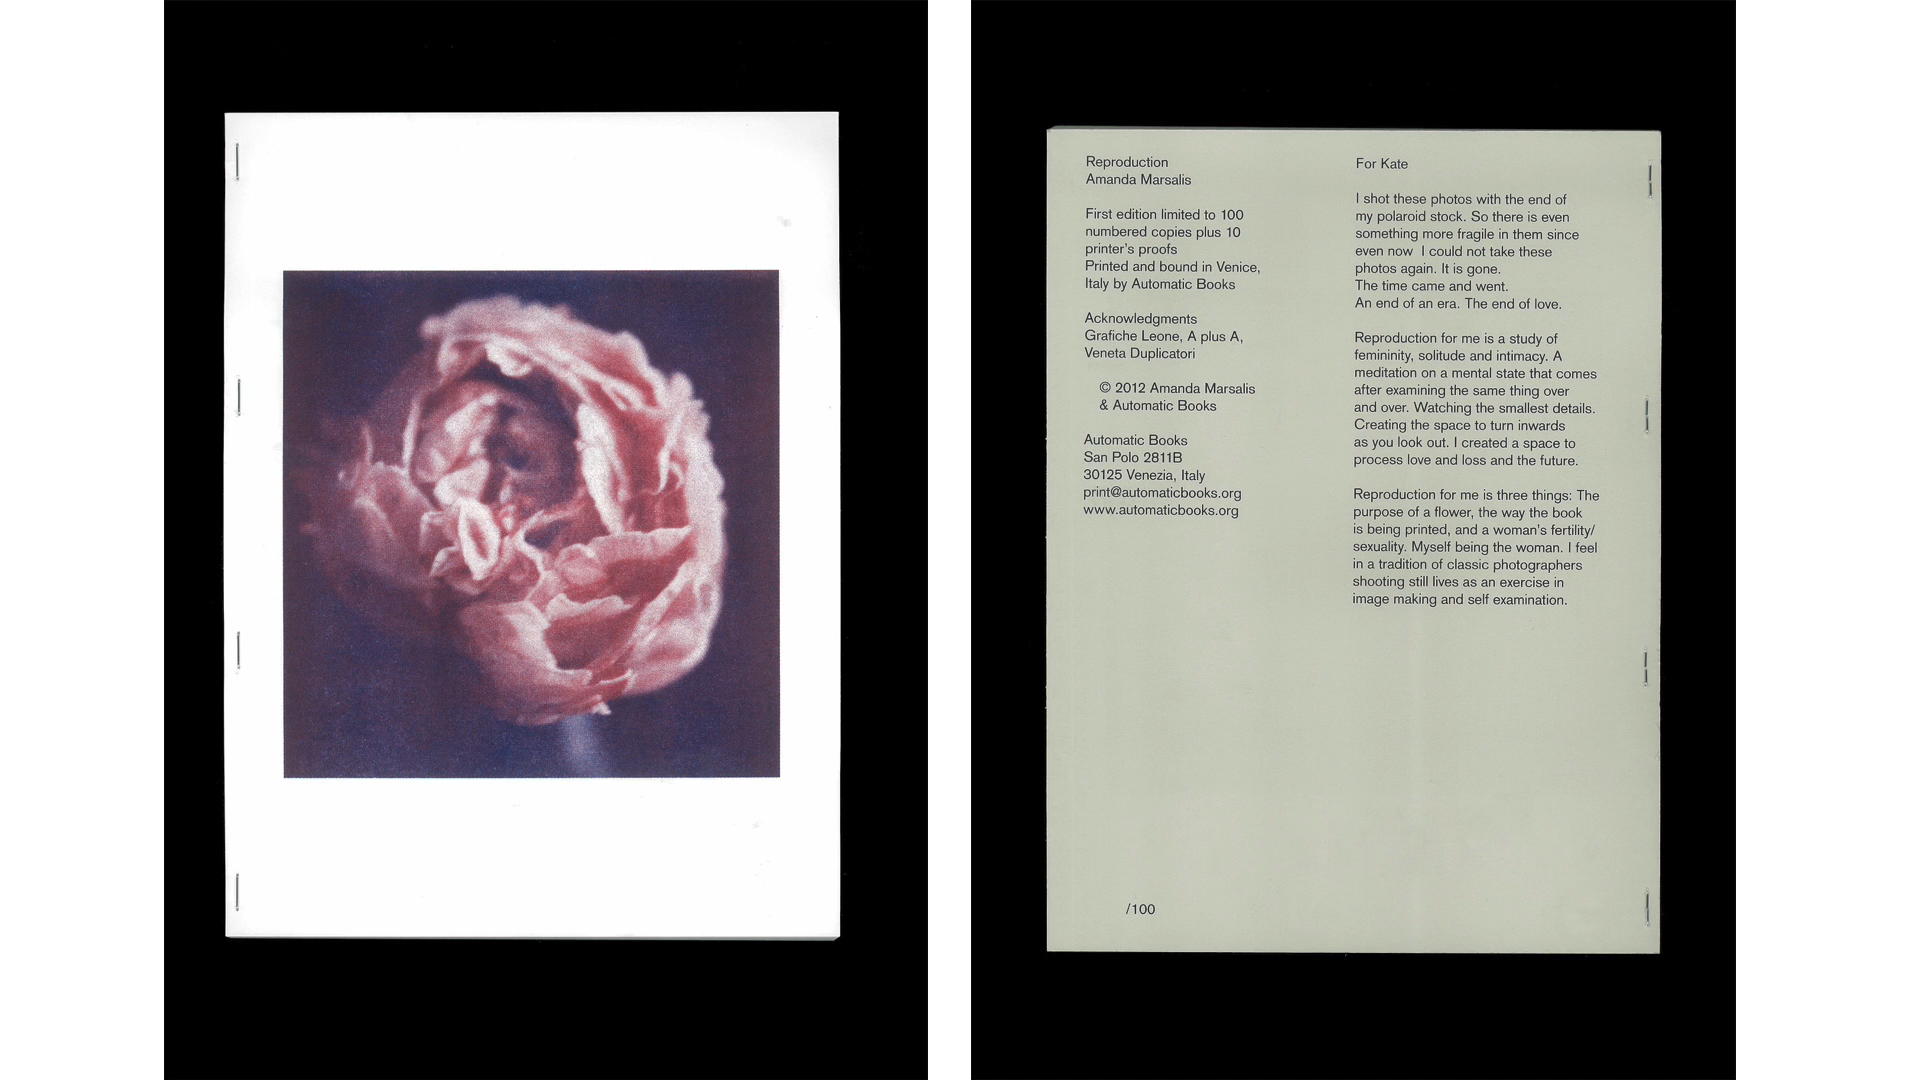 Reproduction
Amanda Marsalis
First edition limited to 100
numbered copies plus 10
printer's proofs
Printed and bound in Venice,
Italy by Automatic Books
Acknowledgments
Grafiche Leone, A plus A,
Veneta Duplicatori
© 2012 Amanda Marsalis
& Automatic Books
Automatic Books
San Polo 2811B
30125 Venezia, Italy
print@automaticbooks.org
www.automaticbooks.org
/100
For Kate
I shot these photos with the end of
my polaroid stock. So there is even
something more fragile in them since
even now  I could not take these
photos again. It is gone.
The time came and went.
An end of an era. The end of love.
Reproduction for me is a study of
femininity, solitude and intimacy. A
meditation on a mental state that comes
after examining the same thing over
and over. Watching the smallest details.
Creating the space to turn inwards
as you look out. I created a space to
process love and loss and the future.
Reproduction for me is three things: The
purpose of a flower, the way the book
is being printed, and a woman's fertility/
sexuality. Myself being the woman. I feel
in a tradition of classic photographers
shooting still lives as an exercise in
image making and self examination.